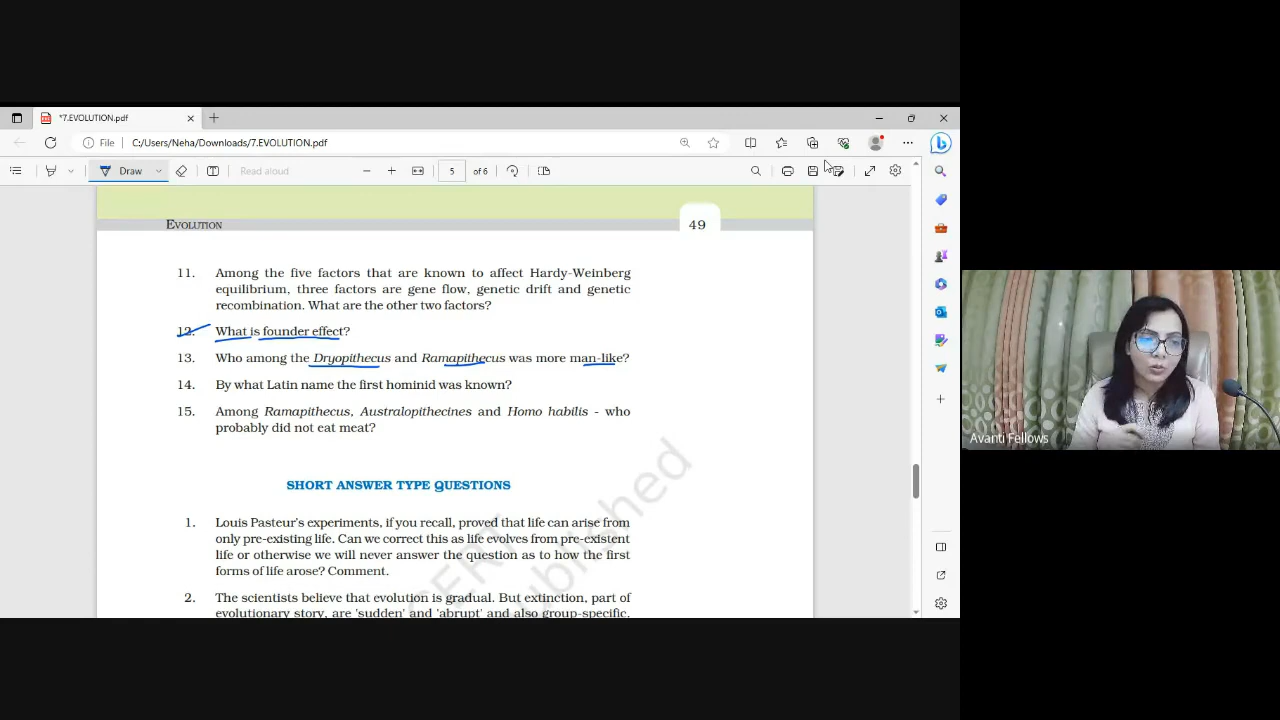 *7.EVOLUTION.pdf
File C:/Users/Neha/Downloads/7.EVOLUTION.pdf
Draw Read aloud 5 of 6
EVOLUTION 49
11. Among the five factors that are known to affect Hardy-Weinberg
equilibrium, three factors are gene flow, genetic drift and genetic
recombination. What are the other two factors?
12. What is founder effect?
13. Who among the Dryopithecus and Ramapithecus was more man-like?
14. By what Latin name the first hominid was known?
15. Among Ramapithecus, Australopithecines and Homo habilis - who
probably did not eat meat?
SHORT ANSWER TYPE QUESTIONS
1. Louis Pasteur's experiments, if you recall, proved that life can arise from
only pre-existing life. Can we correct this as life evolves from pre-existent
life or otherwise we will never answer the question as to how the first
forms of life arose? Comment.
2. The scientists believe that evolution is gradual. But extinction, part of
evolutionary story, are 'sudden' and 'abrupt' and also group-specific.
Avanti Fellows